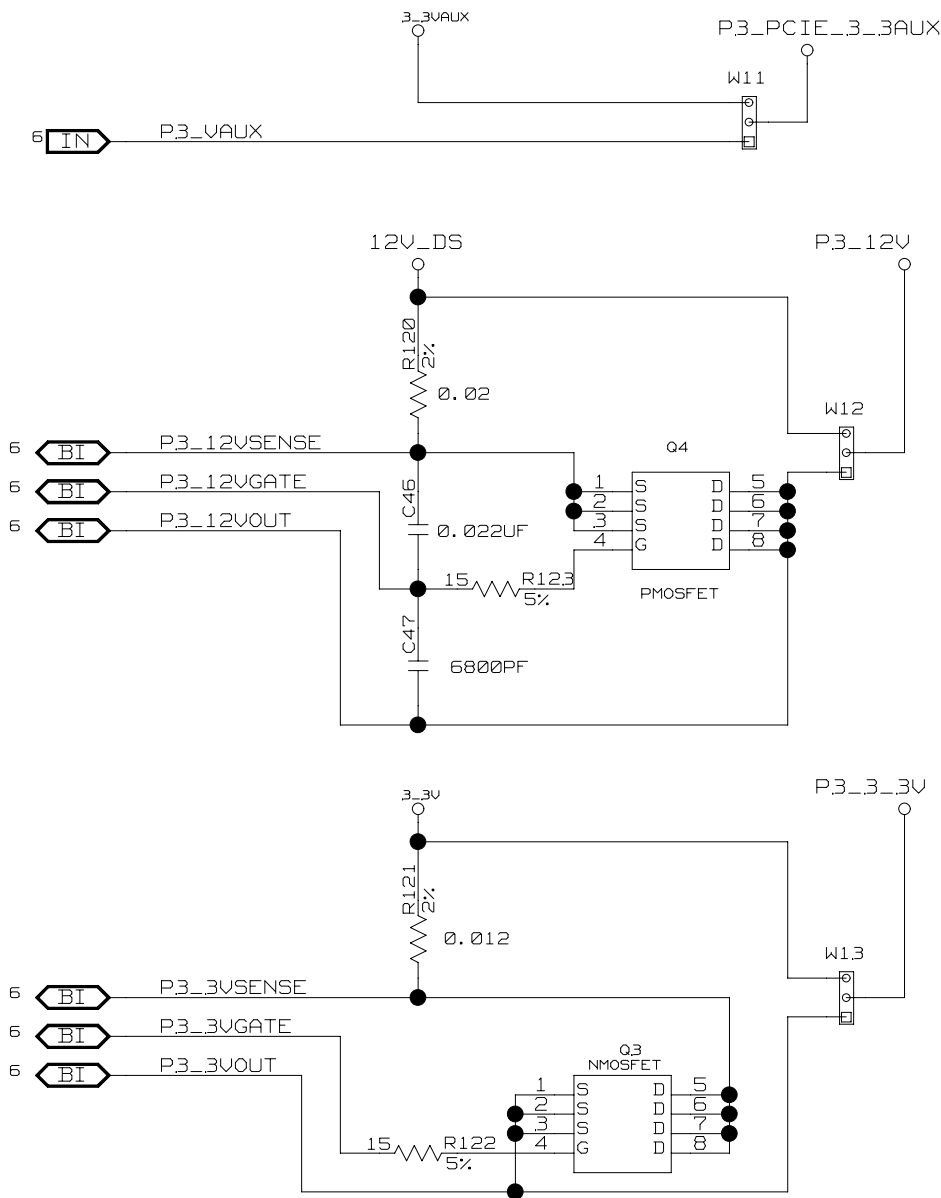 3_3VAUX
P3_PCIE_3_3AUX
W11
6 IN P3_VAUX
12V_DS
P3_12V
R120
2%
0.02
W12
6 BI P3_12VSENSE
Q4
6 BI P3_12VGATE
C46
1 S D 5
2 S D 6
6 BI P3_12VOUT
0.022UF
3 S D 7
4 G D 8
15 R123
5%
PMOSFET
C47
6800PF
3_3V
P3_3_3V
R121
2%
0.012
W13
6 BI P3_3VSENSE
6 BI P3_3VGATE
Q3
NMOSFET
6 BI P3_3VOUT
1 S D 5
2 S D 6
3 S D 7
15 R122
5%
4 G D 8